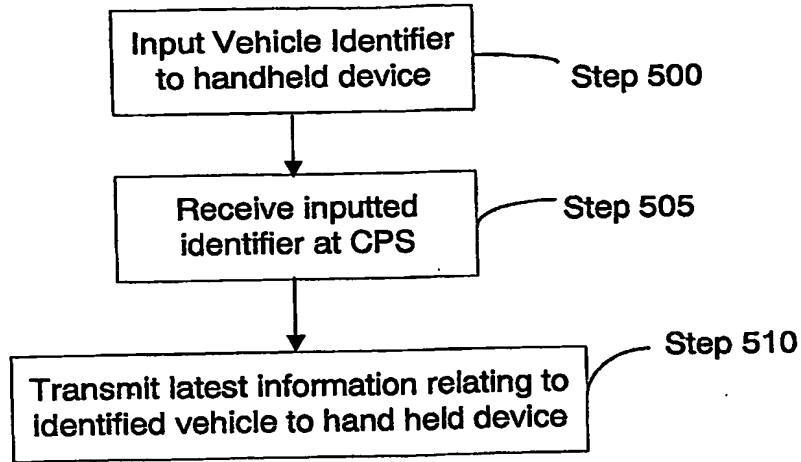 Input Vehicle Identifier
to handheld device
Step 500
Receive inputted
identifier at CPS
Step 505
Step 510
Transmit latest information relating to
identified vehicle to hand held device